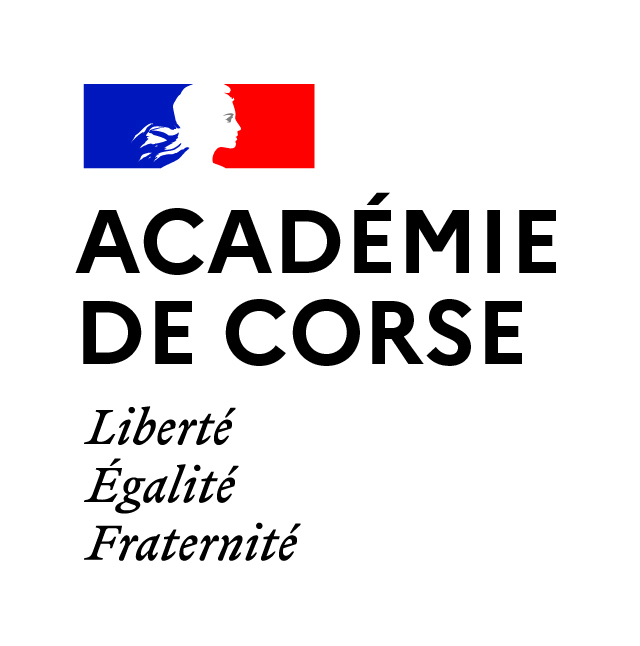 ACADÉMIE
DE CORSE
Liberté
Égalité
Fraternité